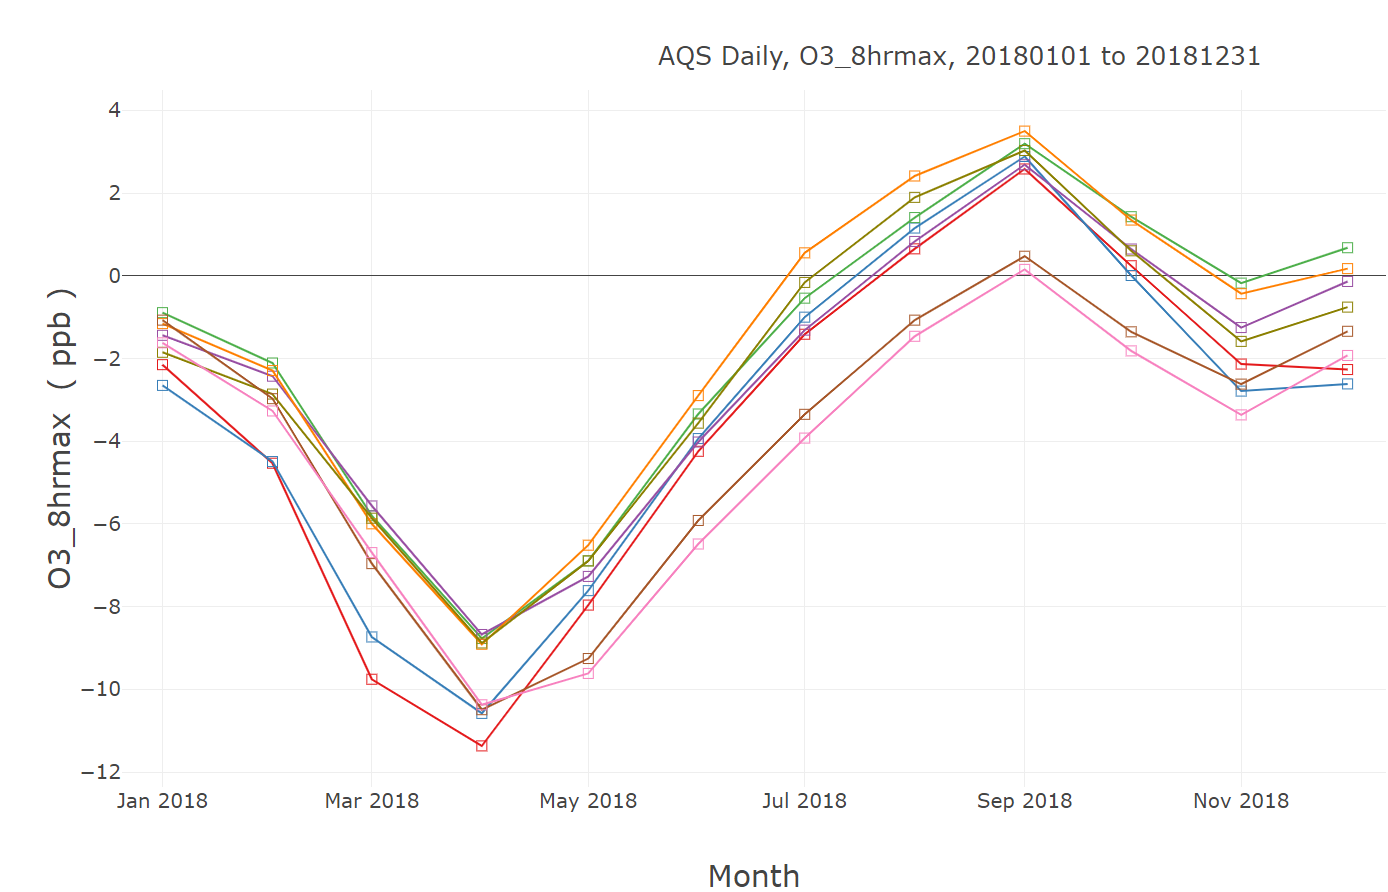 AQS Daily, O3_8hrmax, 20180101 to 20181231
O3_8hrmax ( ppb )
4
2
0
−2
−4
−6
−8
−10
−12
Jan 2018
Mar 2018
May 2018
Jul 2018
Sep 2018
Nov 2018
Month